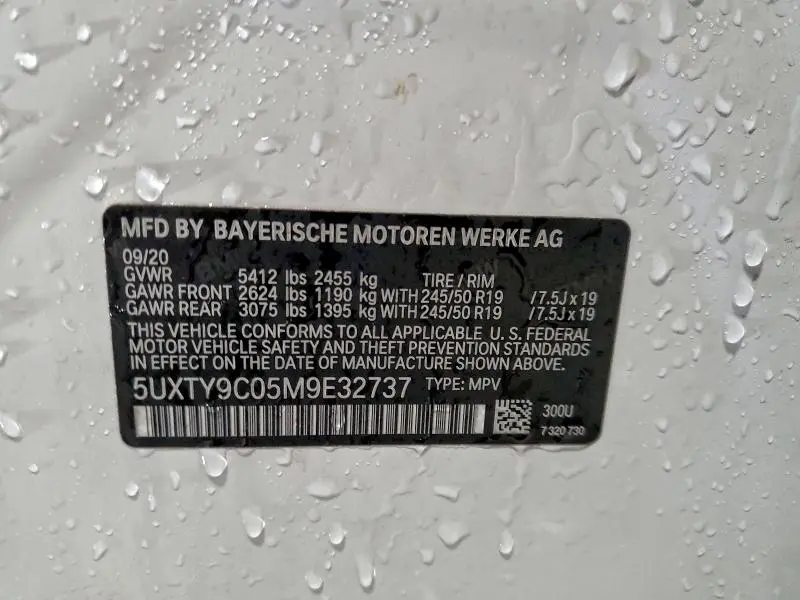 MFD BY BAYERISCHE MOTOREN WERKE AG
09/20
GVWR 5412 lbs 2455 kg TIRE / RIM
GAWR FRONT 2624 lbs 1190 kg WITH 245/50 R19 /7.5J x 19
GAWR REAR 3075 lbs 1395 kg WITH 245/50 R19 /7.5J x 19
THIS VEHICLE CONFORMS TO ALL APPLICABLE U. S. FEDERAL
MOTOR VEHICLE SAFETY AND THEFT PREVENTION STANDARDS
IN EFFECT ON THE DATE OF MANUFACTURE SHOWN ABOVE.
5UXTY9C05M9E32737 TYPE: MPV
300U
7 320 730